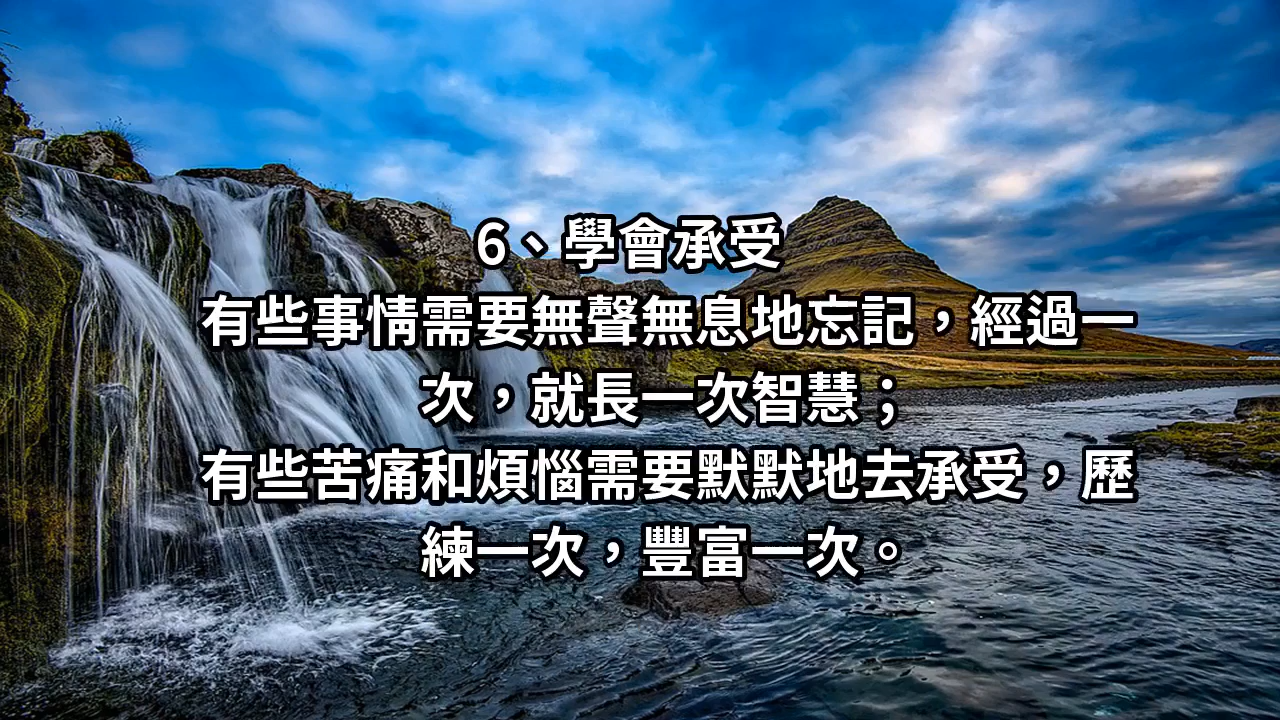 6、學會承受
有些事情需要無聲無息地忘記，經過一
次，就長一次智慧；
有些苦痛和煩惱需要默默地去承受，歷
練一次，豐富一次。